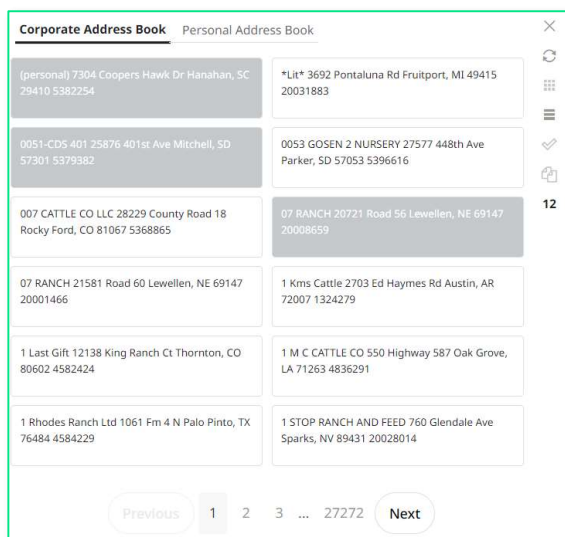 Corporate Address Book Personal Address Book
(personal) 7304 Coopers Hawk Dr Hanahan, SC
29410 5382254
*Lit* 3692 Pontaluna Rd Fruitport, MI 49415
20031883
0051-CDS 401 25876 401st Ave Mitchell, SD
57301 5379382
0053 GOSEN 2 NURSERY 27577 448th Ave
Parker, SD 57053 5396616
007 CATTLE CO LLC 28229 County Road 18
Rocky Ford, CO 81067 5368865
07 RANCH 20721 Road 56 Lewellen, NE 69147
20008659
07 RANCH 21581 Road 60 Lewellen, NE 69147
20001466
1 Kms Cattle 2703 Ed Haymes Rd Austin, AR
72007 1324279
1 Last Gift 12138 King Ranch Ct Thornton, CO
80602 4582424
1 M C CATTLE CO 550 Highway 587 Oak Grove,
LA 71263 4836291
1 Rhodes Ranch Ltd 1061 Fm 4 N Palo Pinto, TX
76484 4584229
1 STOP RANCH AND FEED 760 Glendale Ave
Sparks, NV 89431 20028014
12
Previous 1 2 3 ... 27272 Next